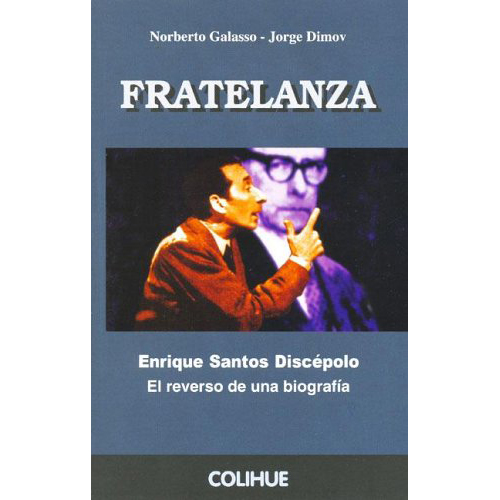 Norberto Galasso - Jorge Dimov
FRATELANZA
Enrique Santos Discépolo
El reverso de una biografía
COLIHUE